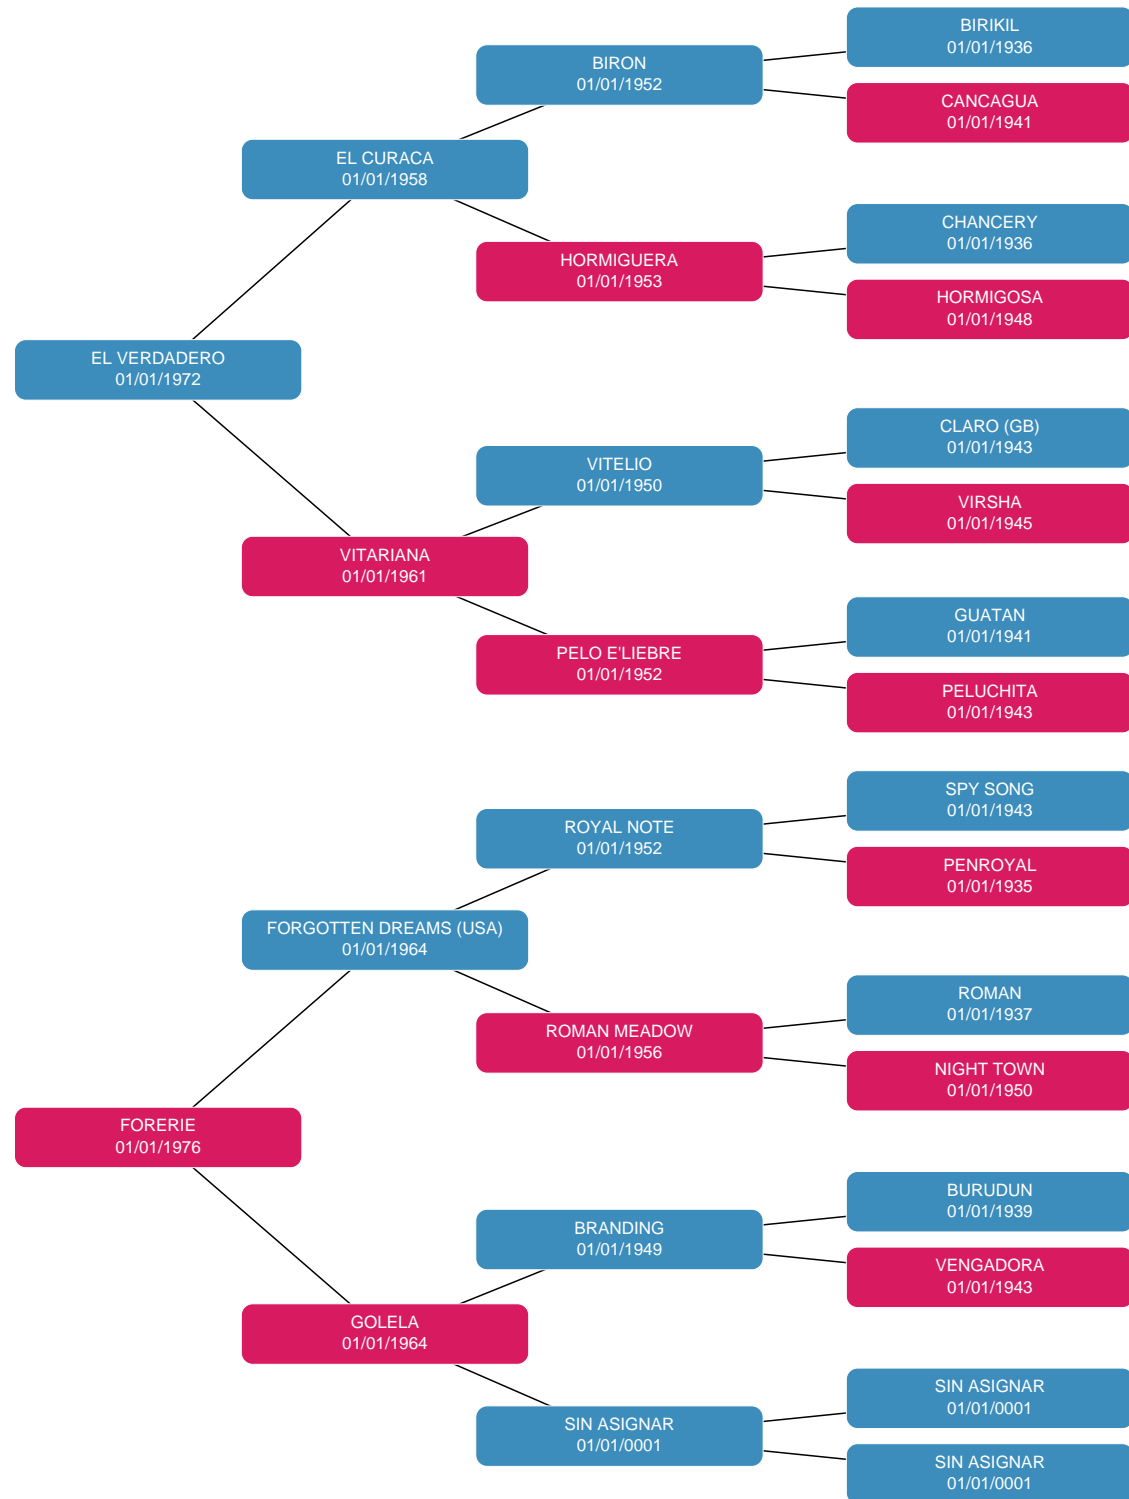 BIRIKIL
01/01/1936
BIRON
01/01/1952
CANCAGUA
01/01/1941
EL CURACA
01/01/1958
CHANCERY
01/01/1936
HORMIGUERA
01/01/1953
HORMIGOSA
01/01/1948
EL VERDADERO
01/01/1972
CLARO (GB)
01/01/1943
VITELIO
01/01/1950
VIRSHA
01/01/1945
VITARIANA
01/01/1961
GUATAN
01/01/1941
PELO E'LIEBRE
01/01/1952
PELUCHITA
01/01/1943
SPY SONG
01/01/1943
ROYAL NOTE
01/01/1952
PENROYAL
01/01/1935
FORGOTTEN DREAMS (USA)
01/01/1964
ROMAN
01/01/1937
ROMAN MEADOW
01/01/1956
NIGHT TOWN
01/01/1950
FORERIE
01/01/1976
BURUDUN
01/01/1939
BRANDING
01/01/1949
VENGADORA
01/01/1943
GOLELA
01/01/1964
SIN ASIGNAR
01/01/0001
SIN ASIGNAR
01/01/0001
SIN ASIGNAR
01/01/0001